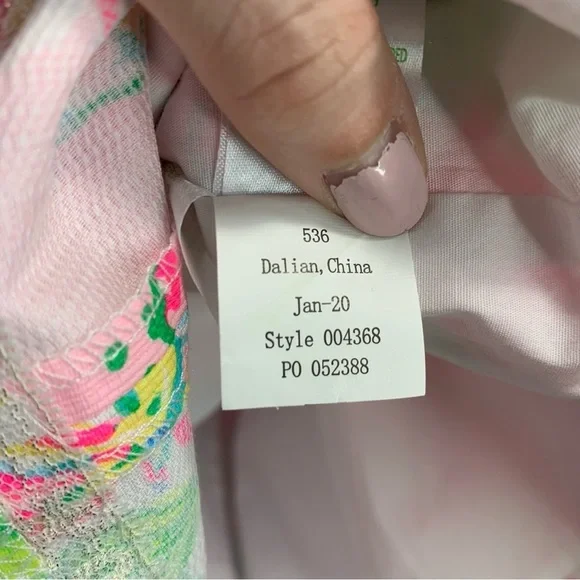 536
Dalian, China
Jan-20
Style 004368
PO 052388